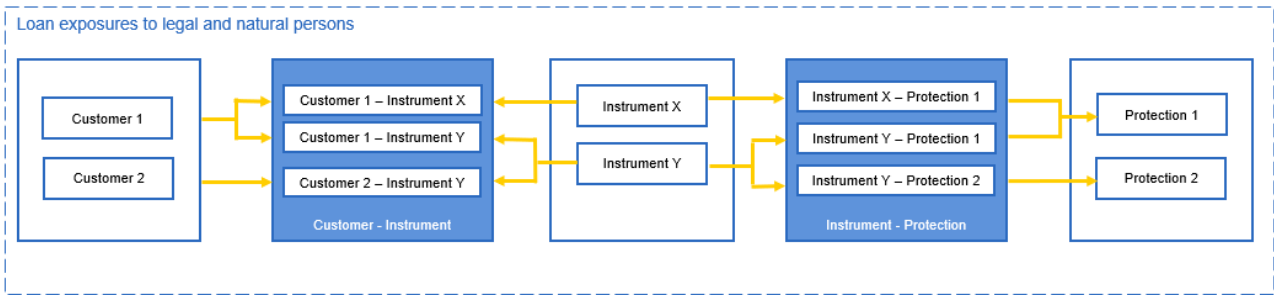 Loan exposures to legal and natural persons
Customer 1
Customer 2
Customer 1 – Instrument X
Customer 1 – Instrument Y
Customer 2 – Instrument Y
Customer - Instrument
Instrument X
Instrument Y
Instrument X – Protection 1
Instrument Y – Protection 1
Instrument Y – Protection 2
Instrument - Protection
Protection 1
Protection 2